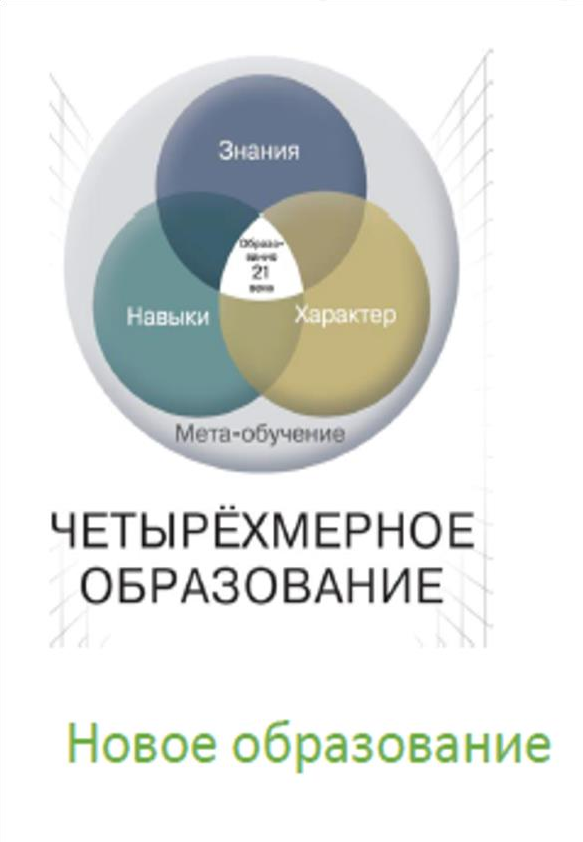 Знания
Образо-
вание
21
века
Навыки
Характер
Мета-обучение
ЧЕТЫРЁХМЕРНОЕ
ОБРАЗОВАНИЕ
Новое образование